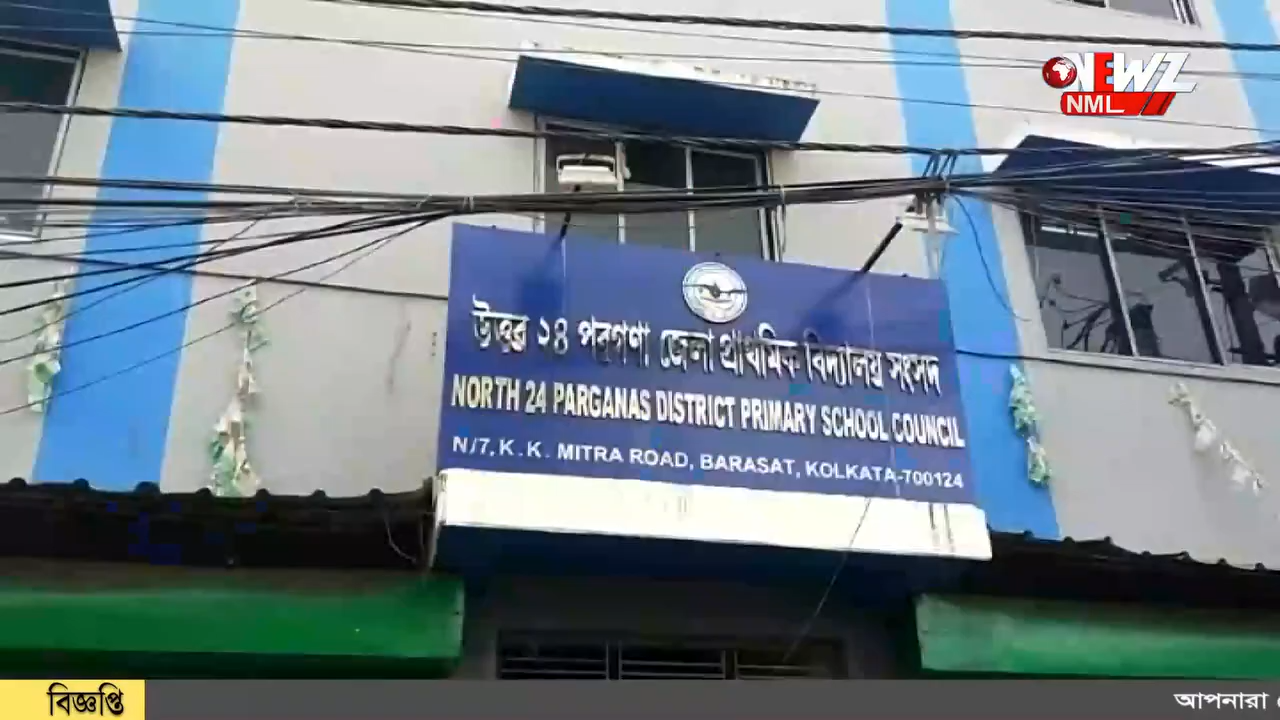 NEWZ
NML
উত্তর ২৪ পরগণা জেলা প্রাথমিক বিদ্যালয় সংসদ
NORTH 24 PARGANAS DISTRICT PRIMARY SCHOOL COUNCIL
N/7, K.K. MITRA ROAD, BARASAT, KOLKATA-700124
বিজ্ঞপ্তি
আপনারা